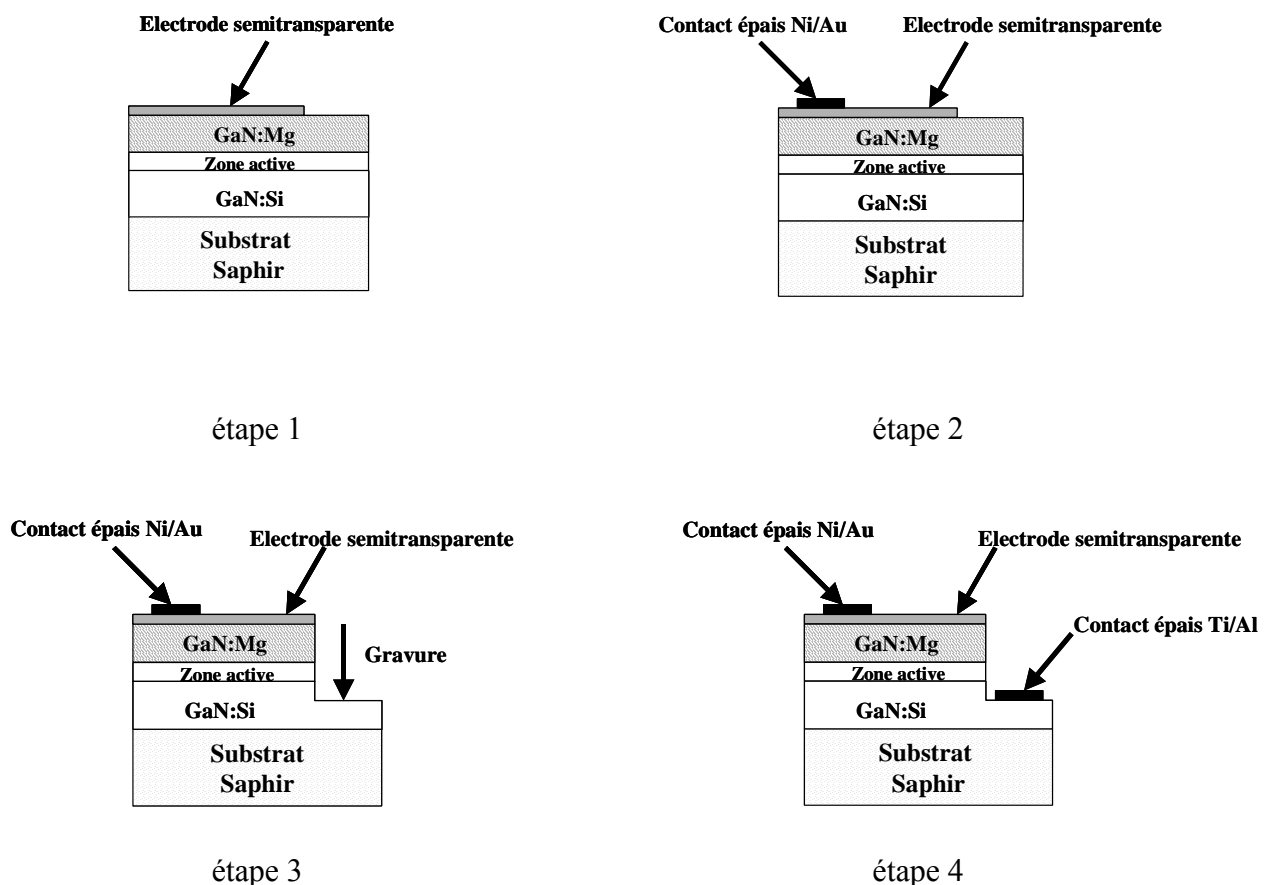 Electrode semitransparente
GaN:Mg
Zone active
GaN:Si
Substrat
Saphir
étape 1
Contact épais Ni/Au
Electrode semitransparente
GaN:Mg
Zone active
GaN:Si
Substrat
Saphir
étape 2
Contact épais Ni/Au
Electrode semitransparente
GaN:Mg
Gravure
Zone active
GaN:Si
Substrat
Saphir
étape 3
Contact épais Ni/Au
Electrode semitransparente
Contact épais Ti/Al
GaN:Mg
Zone active
GaN:Si
Substrat
Saphir
étape 4